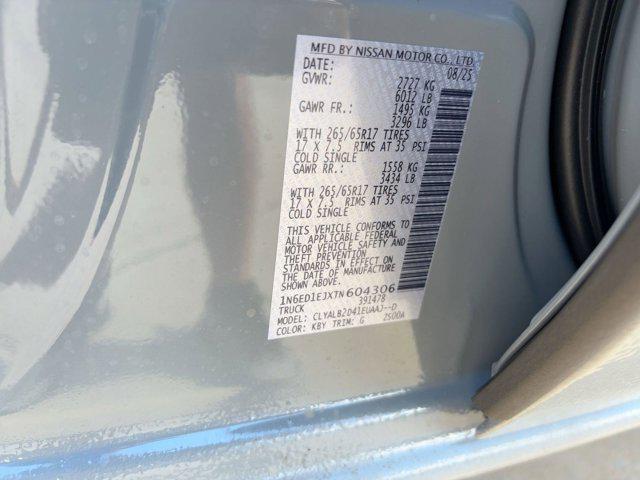 MFD BY NISSAN MOTOR CO., LTD.
DATE: 08/25
GVWR: 2727 KG
6012 LB
GAWR FR.: 1495 KG
3296 LB
WITH 265/65R17 TIRES
17 X 7.5 RIMS AT 35 PSI
COLD SINGLE
GAWR RR.: 1558 KG
3434 LB
WITH 265/65R17 TIRES
17 X 7.5 RIMS AT 35 PSI
COLD SINGLE
THIS VEHICLE CONFORMS TO
ALL APPLICABLE FEDERAL
MOTOR VEHICLE SAFETY AND
THEFT PREVENTION
STANDARDS IN EFFECT ON
THE DATE OF MANUFACTURE
SHOWN ABOVE.
1N6ED1EJXTN604306
TRUCK 391478
MODEL: CLYALB2D41EUAAJ--D
COLOR: KBY TRIM: G 2500A